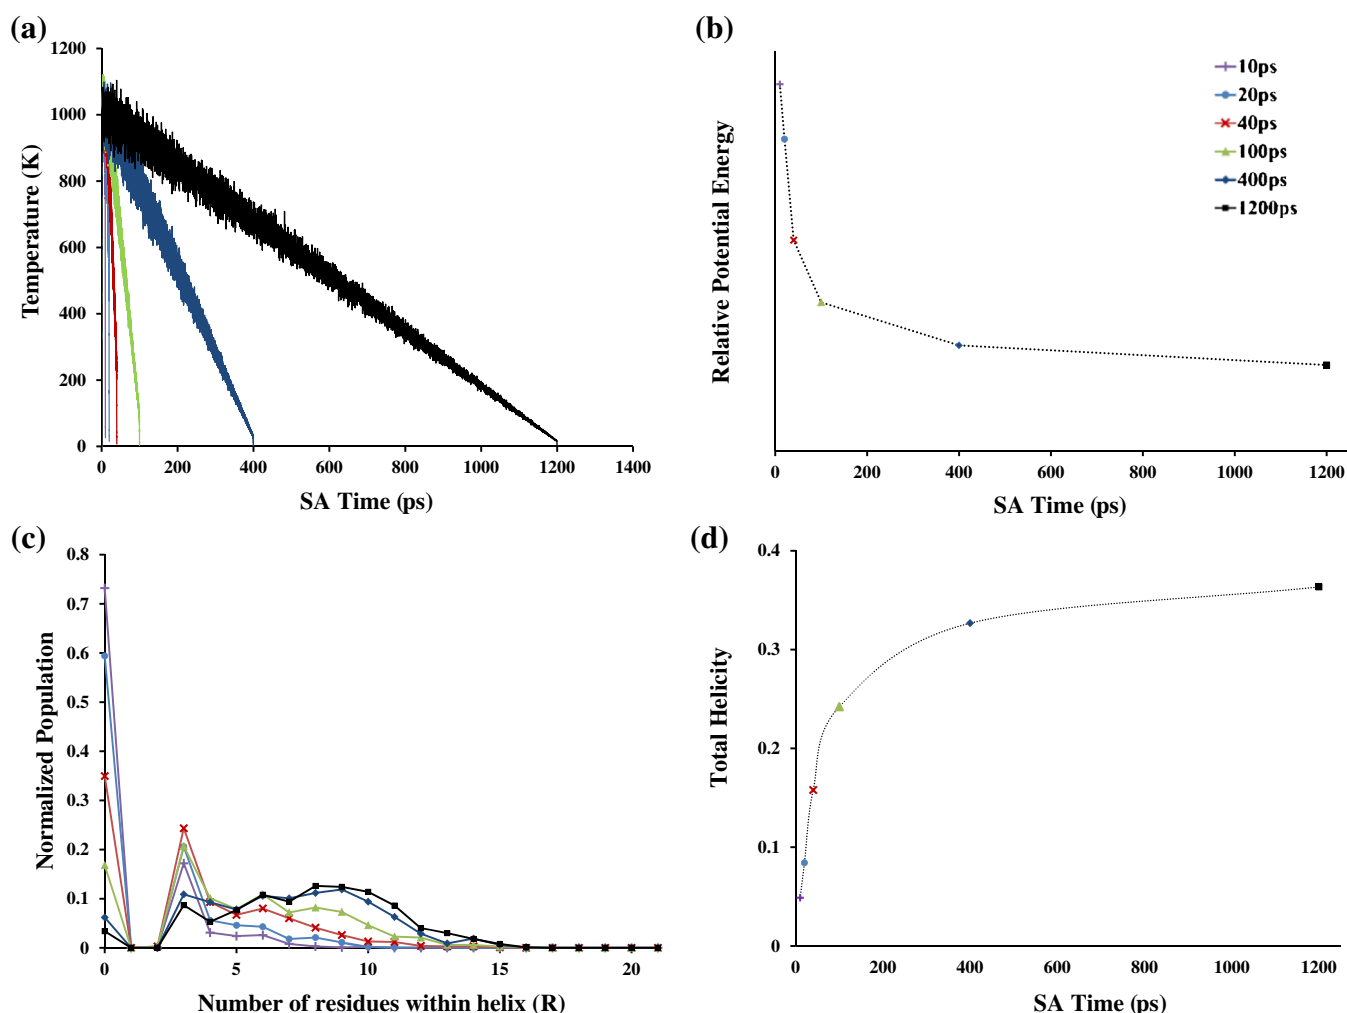 (a)
1200
1000
800
600
400
200
0
Temperature (K)
0 200 400 600 800 1000 1200 1400
SA Time (ps)
(b)
Relative Potential Energy
10ps
20ps
40ps
100ps
400ps
1200ps
0 200 400 600 800 1000 1200
SA Time (ps)
(c)
0.8
0.7
0.6
0.5
0.4
0.3
0.2
0.1
0
Normalized Population
0 5 10 15 20
Number of residues within helix (R)
(d)
0.4
0.3
0.2
0.1
0
Total Helicity
0 200 400 600 800 1000 1200
SA Time (ps)